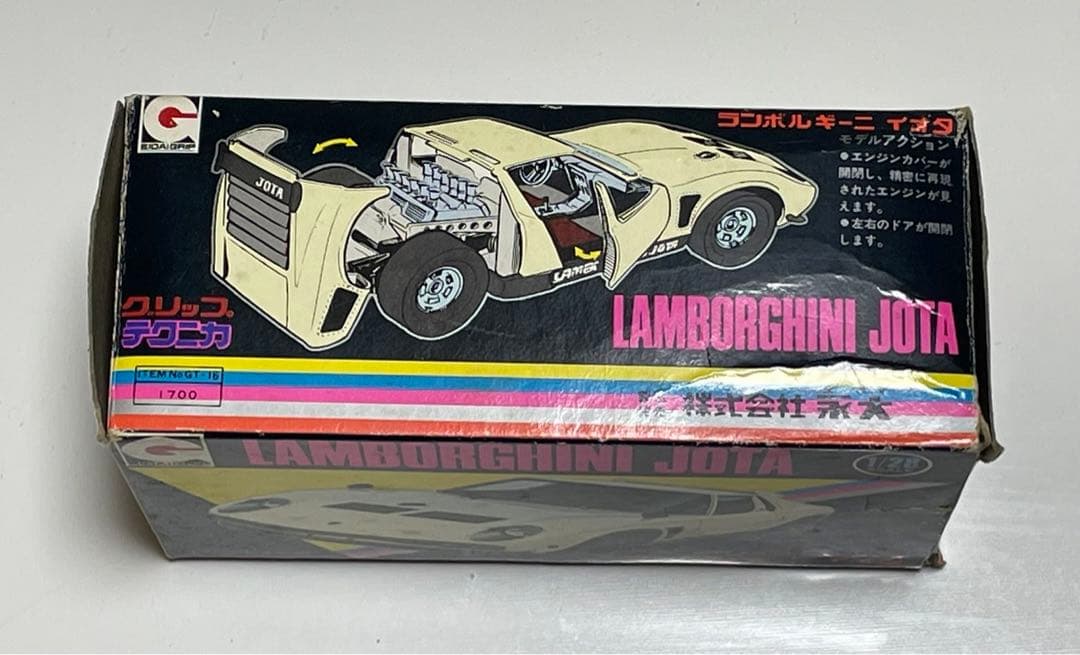 EIDAI GRIP
ランボルギーニ イオタ
モデルアクション
●エンジンカバーが
開閉し、精密に再現
されたエンジンが見
えます。
●左右のドアが開閉
します。
JOTA
JOTA
LAMBORGHINI JOTA
グリップ
テクニカ
ITEM No GT-16
1700
株式会社 永大
LAMBORGHINI JOTA
1/28